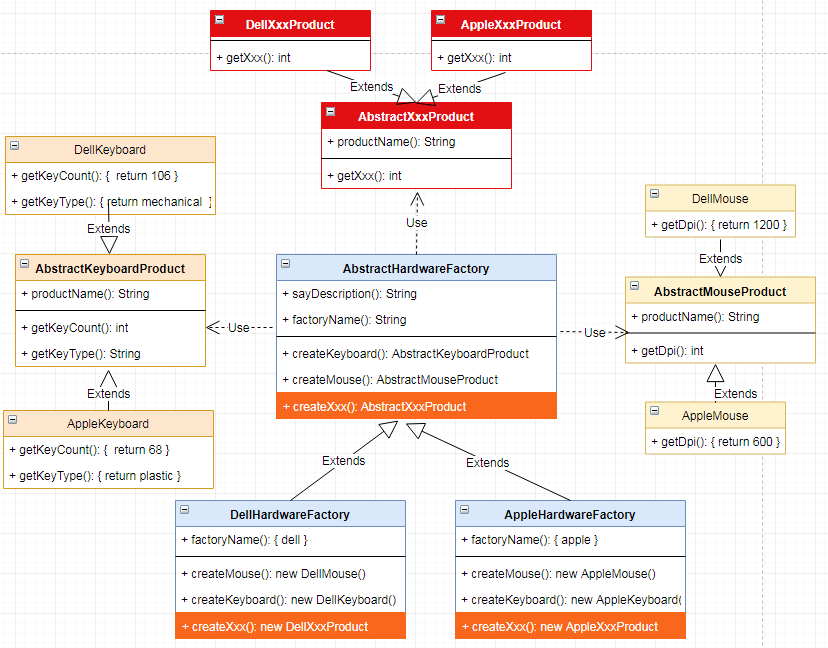 DellXxxProduct
+ getXxx(): int
AppleXxxProduct
+ getXxx(): int
Extends
Extends
AbstractXxxProduct
+ productName(): String
+ getXxx(): int
DellKeyboard
+ getKeyCount(): {  return 106 }
+ getKeyType(): { return mechanical  }
Extends
Use
DellMouse
+ getDpi(): { return 1200 }
Extends
AbstractKeyboardProduct
+ productName(): String
+ getKeyCount(): int
+ getKeyType(): String
Use
AbstractHardwareFactory
+ sayDescription(): String
+ factoryName(): String
+ createKeyboard(): AbstractKeyboardProduct
+ createMouse(): AbstractMouseProduct
+ createXxx(): AbstractXxxProduct
Use
AbstractMouseProduct
+ productName(): String
+ getDpi(): int
Extends
AppleKeyboard
+ getKeyCount(): {  return 68 }
+ getKeyType(): { return plastic }
Extends
AppleMouse
+ getDpi(): { return 600 }
Extends
Extends
DellHardwareFactory
+ factoryName(): { dell }
+ createMouse(): new DellMouse()
+ createKeyboard(): new DellKeyboard()
+ createXxx(): new DellXxxProduct
AppleHardwareFactory
+ factoryName(): { apple }
+ createMouse(): new AppleMouse()
+ createKeyboard(): new AppleKeyboard(
+ createXxx(): new AppleXxxProduct